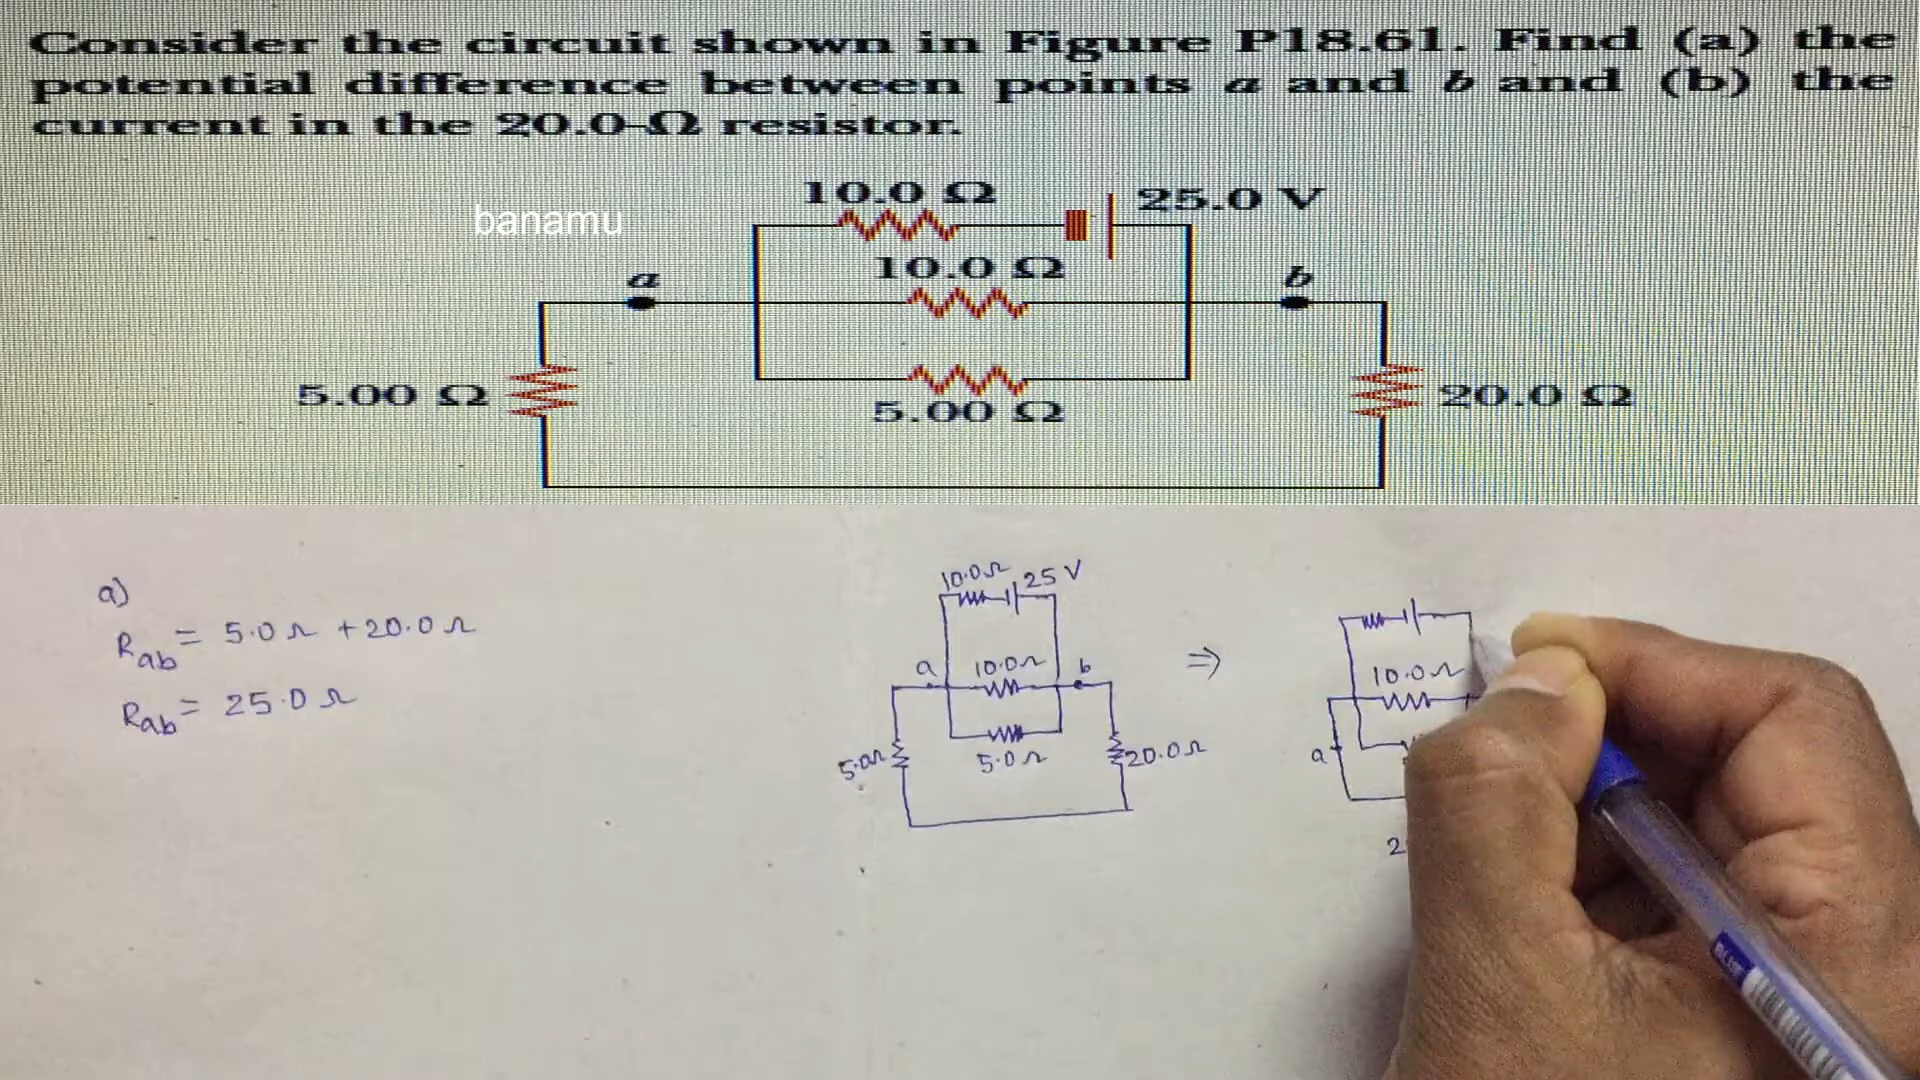 Consider the circuit shown in Figure P18.61. Find (a) the
potential difference between points a and b and (b) the
current in the 20.0-Ω resistor.
10.0 Ω
25.0 V
banamu
10.0 Ω
a
b
5.00 Ω
5.00 Ω
20.0 Ω
a)
Rab = 5.0 Ω + 20.0 Ω
Rab = 25.0 Ω
10.0Ω
25 V
a
10.0Ω
b
5.0Ω
5.0Ω
20.0Ω
⇒
10.0Ω
a
2